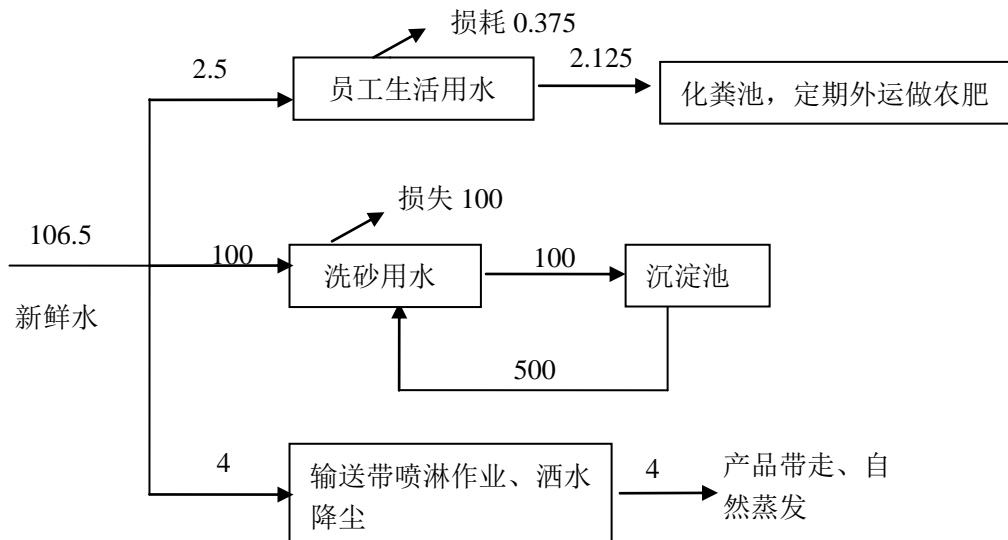 损耗 0.375
2.5
员工生活用水
2.125
化粪池，定期外运做农肥
损失 100
106.5
100
洗砂用水
100
沉淀池
新鲜水
500
4
输送带喷淋作业、洒水
降尘
4
产品带走、自
然蒸发